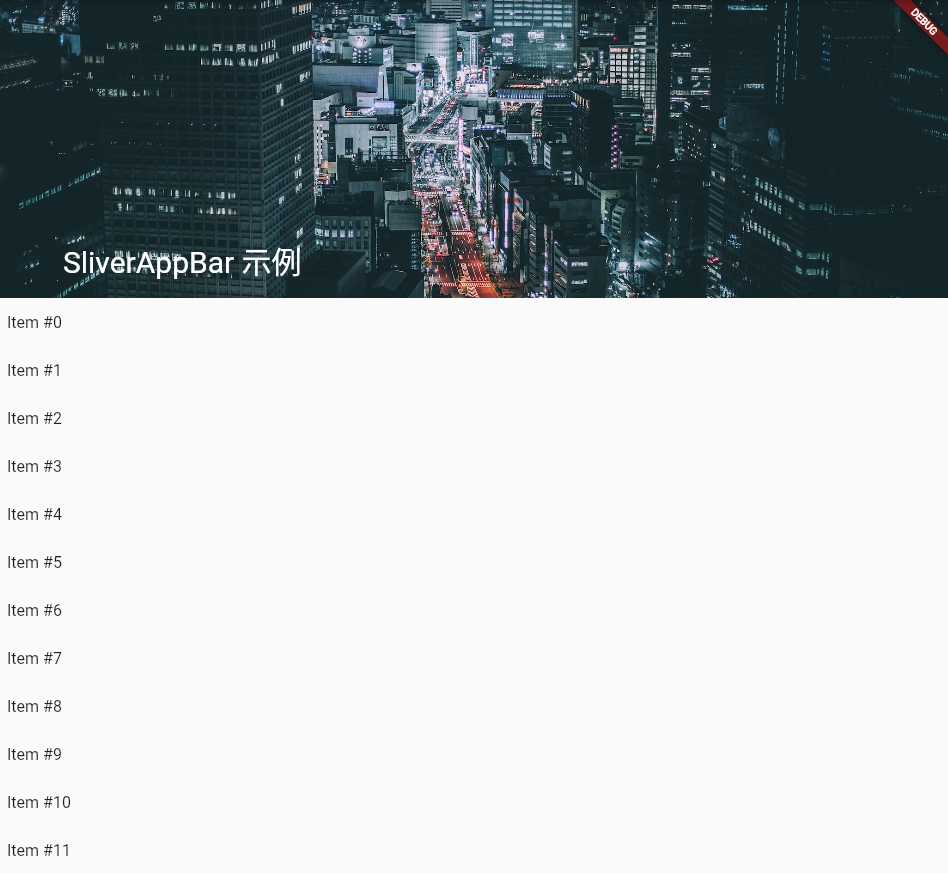 DEBUG
SliverAppBar 示例
Item #0
Item #1
Item #2
Item #3
Item #4
Item #5
Item #6
Item #7
Item #8
Item #9
Item #10
Item #11